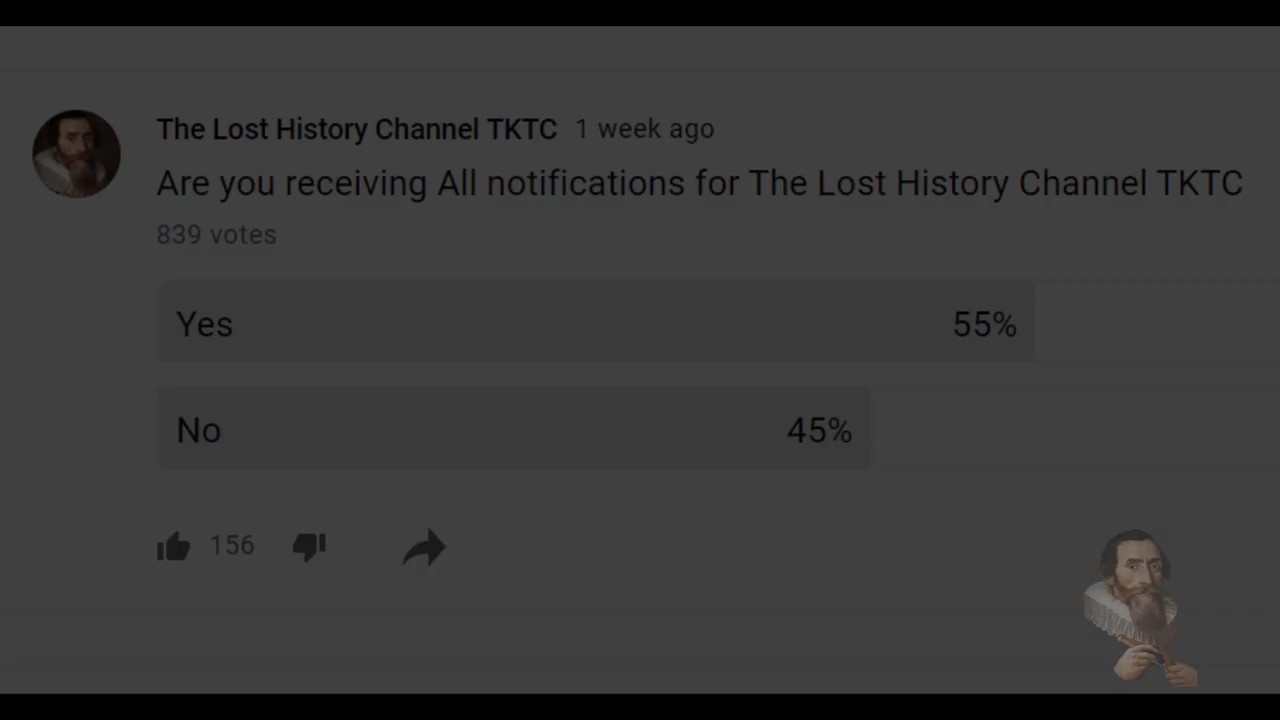 The Lost History Channel TKTC 1 week ago
Are you receiving All notifications for The Lost History Channel TKTC
839 votes
Yes 55%
No 45%
156